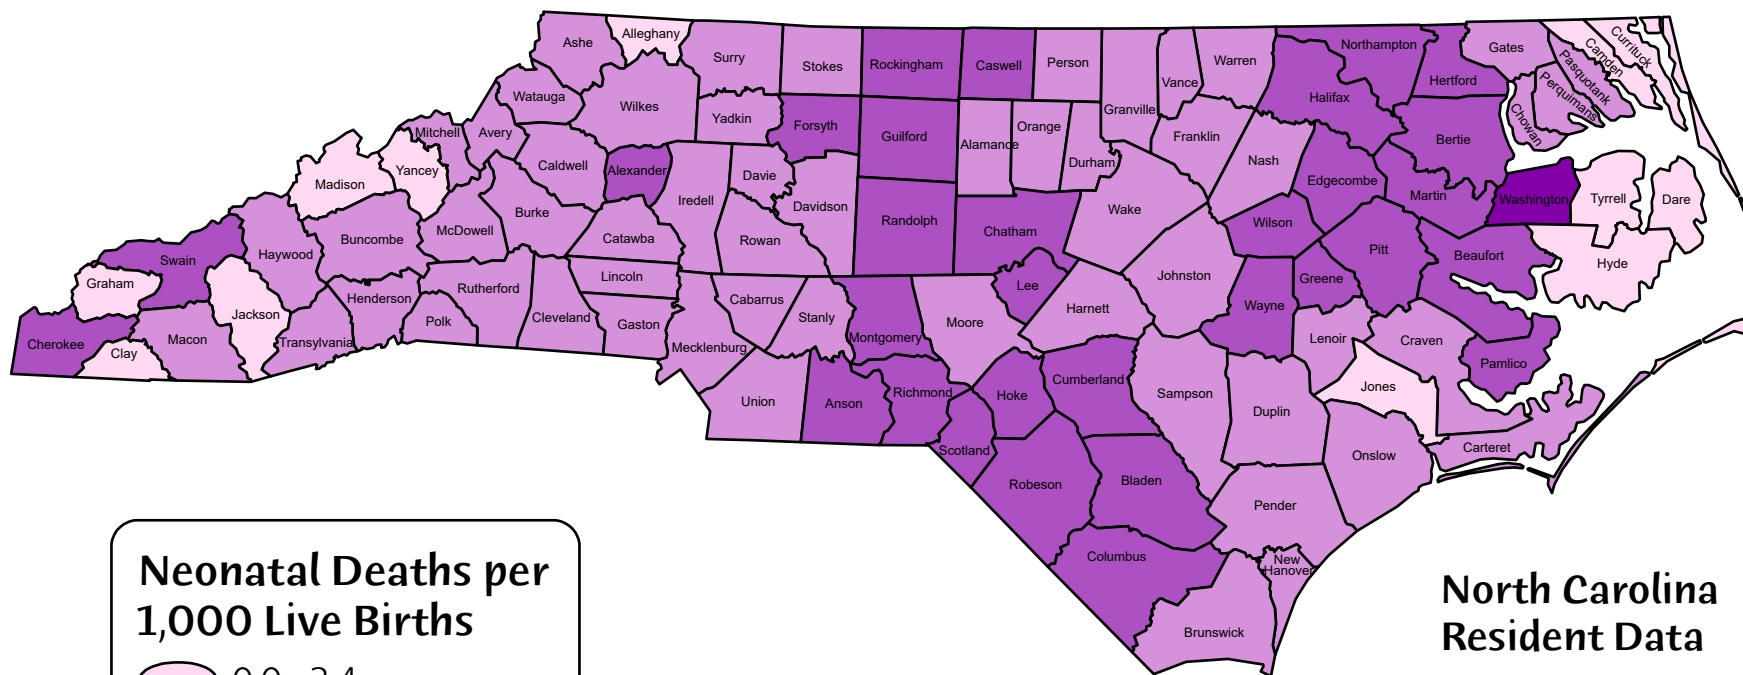 Alleghany
Ashe
Surry
Stokes
Rockingham
Caswell
Person
Granville
Vance
Warren
Northampton
Hertford
Gates
Currituck
Camden
Pasquotank
Perquimans
Chowan
Watauga
Wilkes
Yadkin
Forsyth
Guilford
Alamance
Orange
Durham
Franklin
Halifax
Bertie
Mitchell
Avery
Caldwell
Alexander
Iredell
Davie
Davidson
Randolph
Chatham
Wake
Nash
Edgecombe
Martin
Washington
Tyrrell
Dare
Madison
Yancey
McDowell
Burke
Catawba
Rowan
Wilson
Pitt
Beaufort
Hyde
Swain
Haywood
Buncombe
Graham
Jackson
Henderson
Rutherford
Lincoln
Cabarrus
Stanly
Moore
Lee
Harnett
Johnston
Wayne
Greene
Cherokee
Clay
Macon
Transylvania
Polk
Cleveland
Gaston
Mecklenburg
Montgomery
Lenoir
Craven
Pamlico
Union
Anson
Richmond
Hoke
Cumberland
Sampson
Duplin
Jones
Scotland
Robeson
Bladen
Onslow
Carteret
Pender
Columbus
New
Hanover
Brunswick
Neonatal Deaths per
1,000 Live Births
0.0 - 2.4
North Carolina
Resident Data